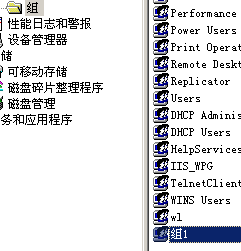 组
性能日志和警报
设备管理器
储
可移动存储
磁盘碎片整理程序
磁盘管理
务和应用程序
Performance
Power Users
Print Operat
Remote Deskt
Replicator
Users
DHCP Adminis
DHCP Users
HelpServices
IIS_WPG
TelnetClient
WINS Users
wl
组1